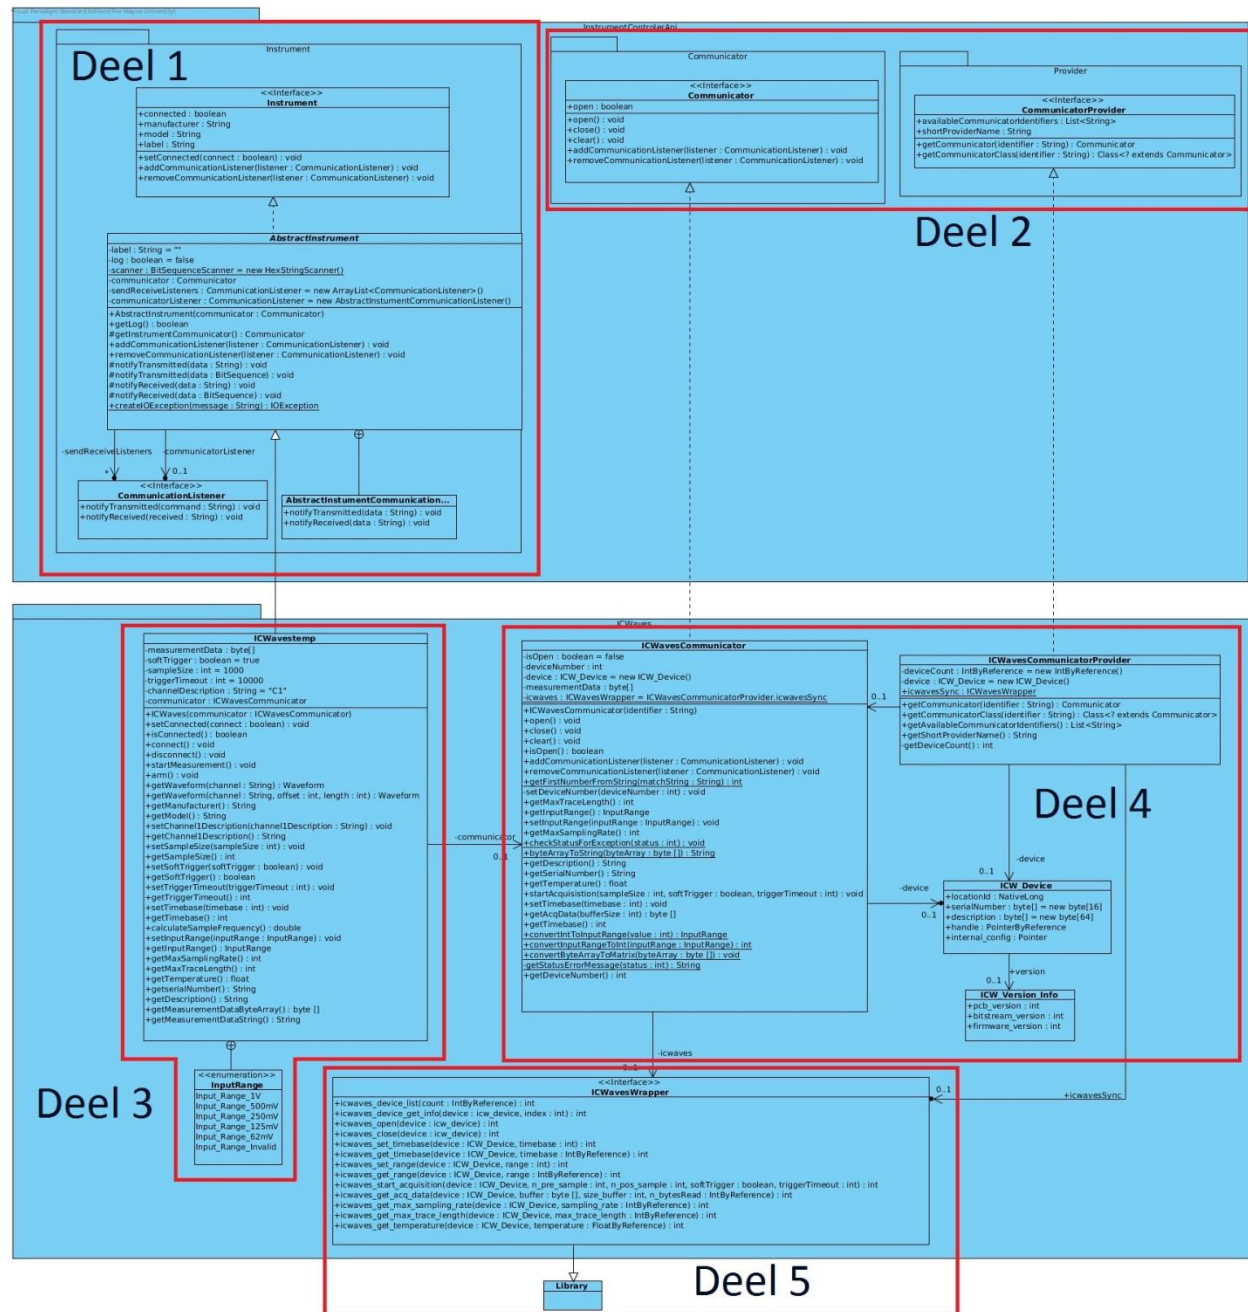 Visual Paradigm Standard Edition(The Hague University)
InstrumentControlerApi
Deel 1
Instrument
<<Interface>>
Instrument
+connected : boolean
+manufacturer : String
+model : String
+label : String
+setConnected(connect : boolean) : void
+addCommunicationListener(listener : CommunicationListener) : void
+removeCommunicationListener(listener : CommunicationListener) : void
AbstractInstrument
-label : String = ""
-log : boolean = false
-scanner : BitSequenceScanner = new HexStringScanner()
-communicator : Communicator
-sendReceiveListeners : CommunicationListener = new ArrayList<CommunicationListener>()
-communicatorListener : CommunicationListener = new AbstractInstumentCommunicationListener()
+AbstractInstrument(communicator : Communicator)
+getLog() : boolean
#getInstrumentCommunicator() : Communicator
+addCommunicationListener(listener : CommunicationListener) : void
+removeCommunicationListener(listener : CommunicationListener) : void
#notifyTransmitted(data : String) : void
#notifyTransmitted(data : BitSequence) : void
#notifyReceived(data : String) : void
#notifyReceived(data : BitSequence) : void
+createIOException(message : String) : IOException
-sendReceiveListeners
-communicatorListener
+
0..1
<<Interface>>
CommunicationListener
+notifyTransmitted(command : String) : void
+notifyReceived(received : String) : void
AbstractInstumentCommunication...
+notifyTransmitted(data : String) : void
+notifyReceived(data : String) : void
Communicator
<<Interface>>
Communicator
+open : boolean
+open() : void
+close() : void
+clear() : void
+addCommunicationListener(listener : CommunicationListener) : void
+removeCommunicationListener(listener : CommunicationListener) : void
Provider
<<Interface>>
CommunicatorProvider
+availableCommunicatorIdentifiers : List<String>
+shortProviderName : String
+getCommunicator(identifier : String) : Communicator
+getCommunicatorClass(identifier : String) : Class<? extends Communicator>
Deel 2
ICWaves
ICWavestemp
-measurementData : byte[]
-softTrigger : boolean = true
-sampleSize : int = 1000
-triggerTimeout : int = 10000
-channelDescription : String = "C1"
-communicator : ICWavesCommunicator
+ICWaves(communicator : ICWavesCommunicator)
+setConnected(connect : boolean) : void
+isConnected() : boolean
+connect() : void
+disconnect() : void
+startMeasurement() : void
+arm() : void
+getWaveform(channel : String) : Waveform
+getWaveform(channel : String, offset : int, length : int) : Waveform
+getManufacturer() : String
+getModel() : String
+setChannel1Description(channel1Description : String) : void
+getChannel1Description() : String
+setSampleSize(sampleSize : int) : void
+getSampleSize() : int
+setSoftTrigger(softTrigger : boolean) : void
+getSoftTrigger() : boolean
+setTriggerTimeout(triggerTimeout : int) : void
+getTriggerTimeout() : int
+setTimebase(timebase : int) : void
+getTimebase() : int
+calculateSampleFrequency() : double
+setInputRange(inputRange : InputRange) : void
+getInputRange() : InputRange
+getMaxSamplingRate() : int
+getMaxTraceLength() : int
+getTemperature() : float
+getserialNumber() : String
+getDescription() : String
+getMeasurementDataByteArray() : byte []
+getMeasurementDataString() : String
<<enumeration>>
InputRange
Input_Range_1V
Input_Range_500mV
Input_Range_250mV
Input_Range_125mV
Input_Range_62mV
Input_Range_Invalid
Deel 3
-communicator
0..1
ICWavesCommunicator
-isOpen : boolean = false
-deviceNumber : int
-device : ICW_Device = new ICW_Device()
-measurementData : byte[]
-icwaves : ICWavesWrapper = ICWavesCommunicatorProvider.icwavesSync
+ICWavesCommunicator(identifier : String)
+open() : void
+close() : void
+clear() : void
+isOpen() : boolean
+addCommunicationListener(listener : CommunicationListener) : void
+removeCommunicationListener(listener : CommunicationListener) : void
+getFirstNumberFromString(matchString : String) : int
-setDeviceNumber(deviceNumber : int) : void
+getMaxTraceLength() : int
+getInputRange() : InputRange
+setInputRange(inputRange : InputRange) : void
+getMaxSamplingRate() : int
+checkStatusForException(status : int) : void
+byteArrayToString(byteArray : byte []) : String
+getDescription() : String
+getSerialNumber() : String
+getTemperature() : float
+startAcquisistion(sampleSize : int, softTrigger : boolean, triggerTimeout : int) : void
+setTimebase(timebase : int) : void
+getAcqData(bufferSize : int) : byte []
+getTimebase() : int
+convertIntToInputRange(value : int) : InputRange
+convertInputRangeToInt(inputRange : InputRange) : int
+convertByteArrayToMatrix(byteArray : byte []) : void
-getStatusErrorMessage(status : int) : String
+getDeviceNumber() : int
0..1
ICWavesCommunicatorProvider
-deviceCount : IntByReference = new IntByReference()
-device : ICW_Device = new ICW_Device()
+icwavesSync : ICWavesWrapper
+getCommunicator(identifier : String) : Communicator
+getCommunicatorClass(identifier : String) : Class<? extends Communicator>
+getAvailableCommunicatorIdentifiers() : List<String>
+getShortProviderName() : String
-getDeviceCount() : int
Deel 4
-device
0..1
-device
0..1
ICW_Device
+locationId : NativeLong
+serialNumber : byte[] = new byte[16]
+description : byte[] = new byte[64]
+handle : PointerByReference
+internal_config : Pointer
+version
0..1
ICW_Version_Info
+pcb_version : int
+bitstream_version : int
+firmware_version : int
-icwaves
0..1
0..1
+icwavesSync
<<Interface>>
ICWavesWrapper
+icwaves_device_list(count : IntByReference) : int
+icwaves_device_get_info(device : icw_device, index : int) : int
+icwaves_open(device : icw_device) : int
+icwaves_close(device : icw_device) : int
+icwaves_set_timebase(device : ICW_Device, timebase : int) : int
+icwaves_get_timebase(device : ICW_Device, timebase : IntByReference) : int
+icwaves_set_range(device : ICW_Device, range : int) : int
+icwaves_get_range(device : ICW_Device, range : IntByReference) : int
+icwaves_start_acquisition(device : ICW_Device, n_pre_sample : int, n_pos_sample : int, softTrigger : boolean, triggerTimeout : int) : int
+icwaves_get_acq_data(device : ICW_Device, buffer : byte [], size_buffer : int, n_bytesRead : IntByReference) : int
+icwaves_get_max_sampling_rate(device : ICW_Device, sampling_rate : IntByReference) : int
+icwaves_get_max_trace_length(device : ICW_Device, max_trace_length : IntByReference) : int
+icwaves_get_temperature(device : ICW_Device, temperature : FloatByReference) : int
Library
Deel 5